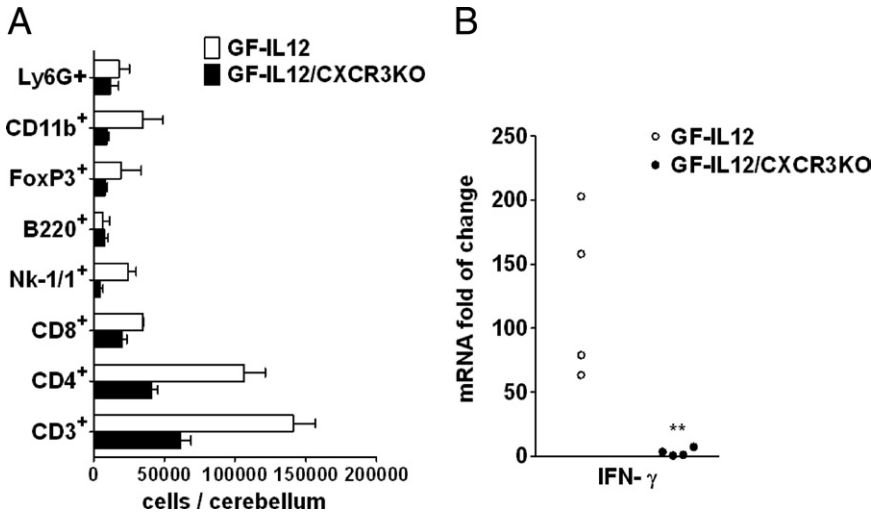 A
GF-IL12
GF-IL12/CXCR3KO
Ly6G+
CD11b+
FoxP3+
B220+
Nk-1/1+
CD8+
CD4+
CD3+
0 50000 100000 150000 200000
cells / cerebellum
B
GF-IL12
GF-IL12/CXCR3KO
mRNA fold of change
250
200
150
100
50
0
**
IFN- γ